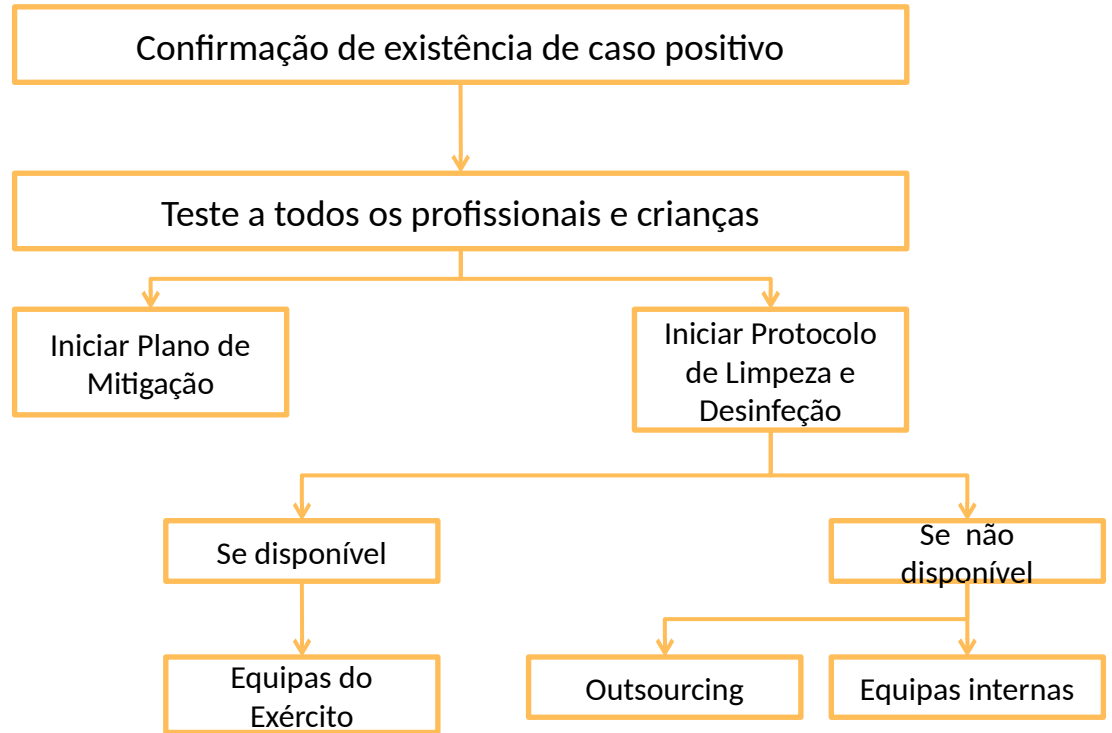 Confirmação de existência de caso positivo
Teste a todos os profissionais e crianças
Iniciar Plano de
Mitigação
Iniciar Protocolo
de Limpeza e
Desinfeção
Se disponível
Se  não
disponível
Equipas do
Exército
Outsourcing
Equipas internas